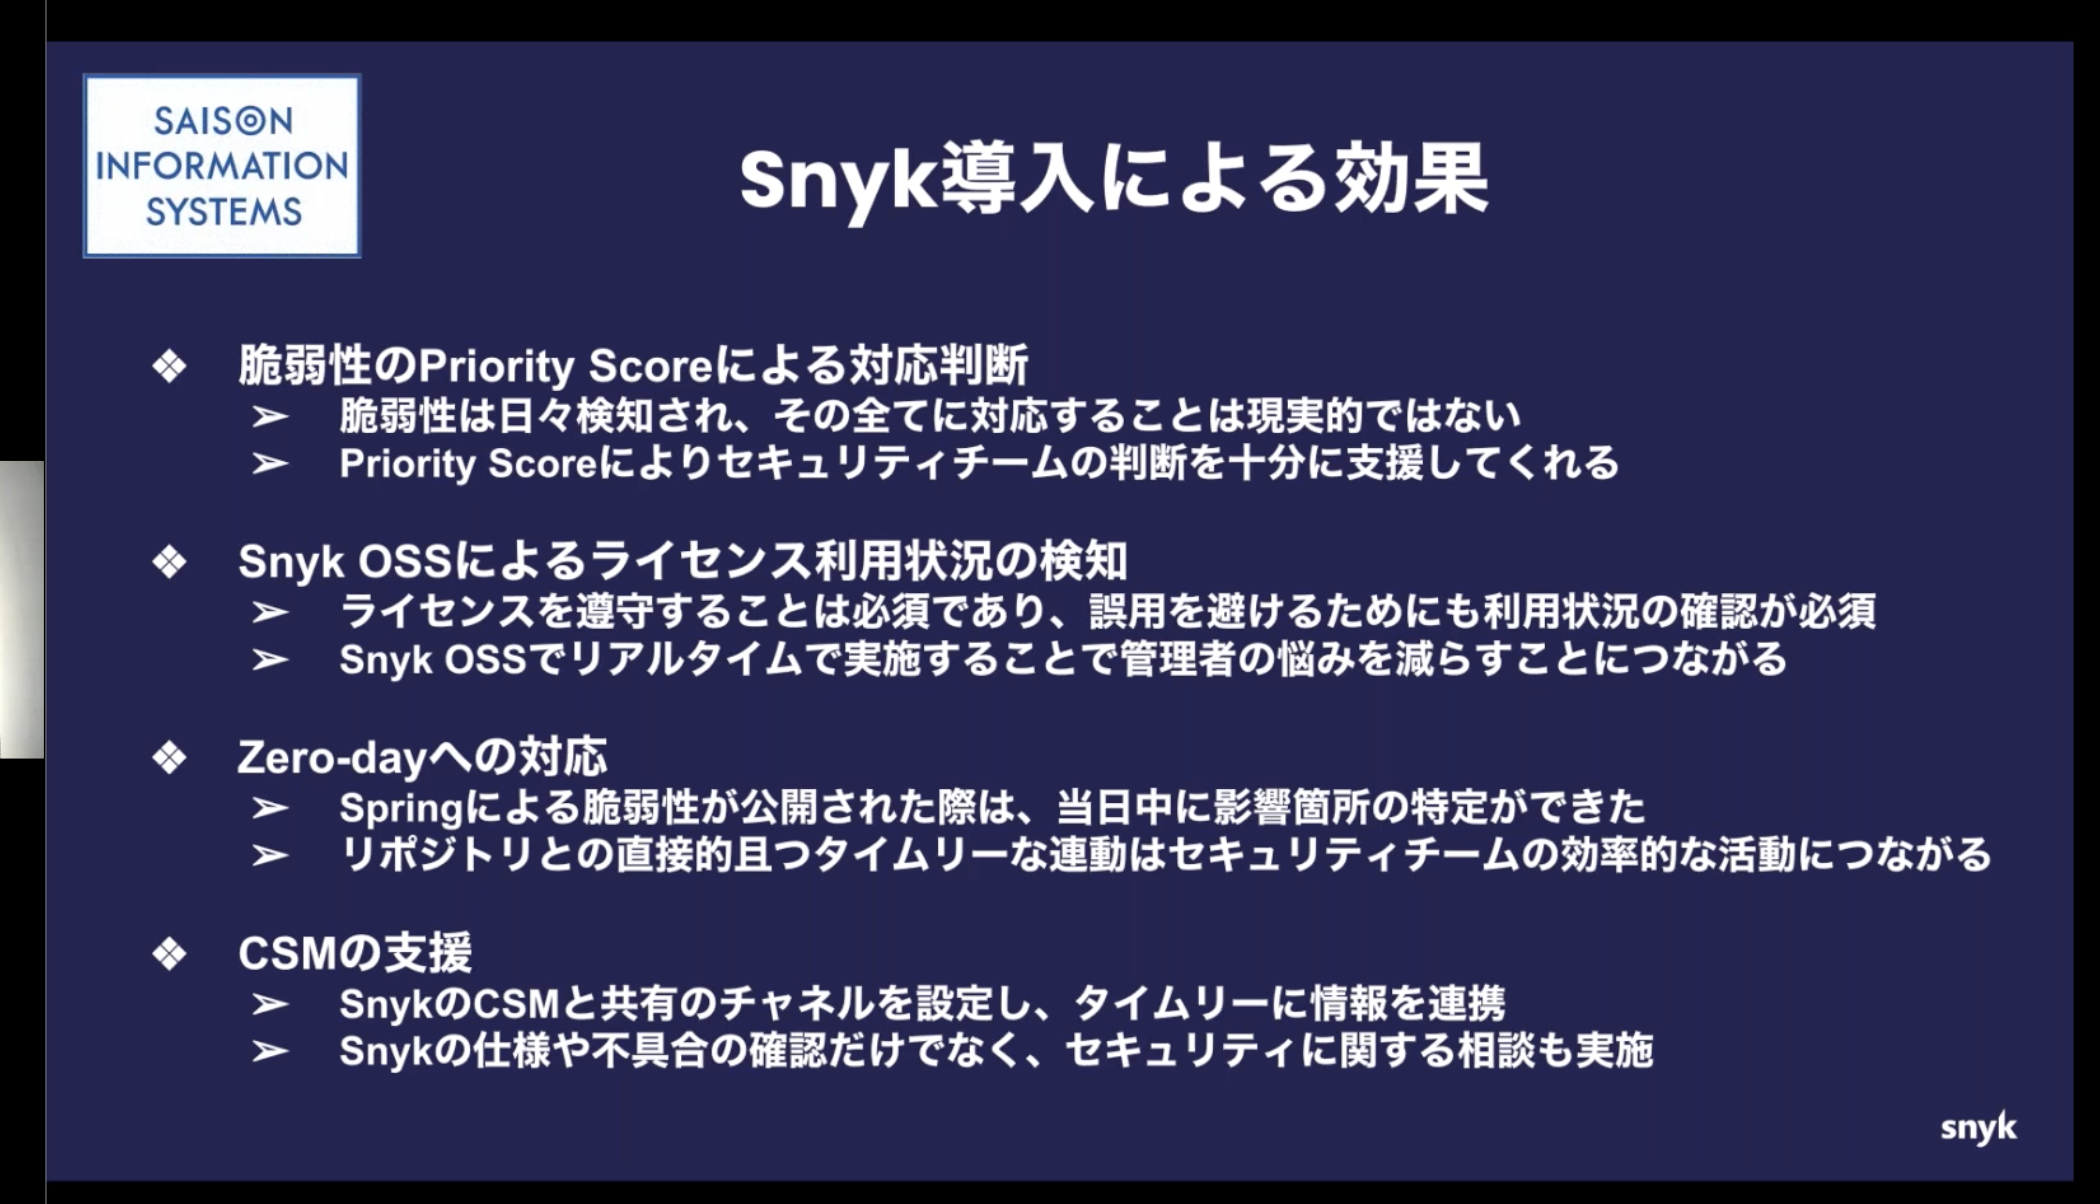 SAISON
INFORMATION
SYSTEMS
Snyk導入による効果
❖ 脆弱性のPriority Scoreによる対応判断
➢ 脆弱性は日々検知され、その全てに対応することは現実的ではない
➢ Priority Scoreによりセキュリティチームの判断を十分に支援してくれる
❖ Snyk OSSによるライセンス利用状況の検知
➢ ライセンスを遵守することは必須であり、誤用を避けるためにも利用状況の確認が必須
➢ Snyk OSSでリアルタイムで実施することで管理者の悩みを減らすことにつながる
❖ Zero-dayへの対応
➢ Springによる脆弱性が公開された際は、当日中に影響箇所の特定ができた
➢ リポジトリとの直接的且つタイムリーな連動はセキュリティチームの効率的な活動につながる
❖ CSMの支援
➢ SnykのCSMと共有のチャネルを設定し、タイムリーに情報を連携
➢ Snykの仕様や不具合の確認だけでなく、セキュリティに関する相談も実施
snyk